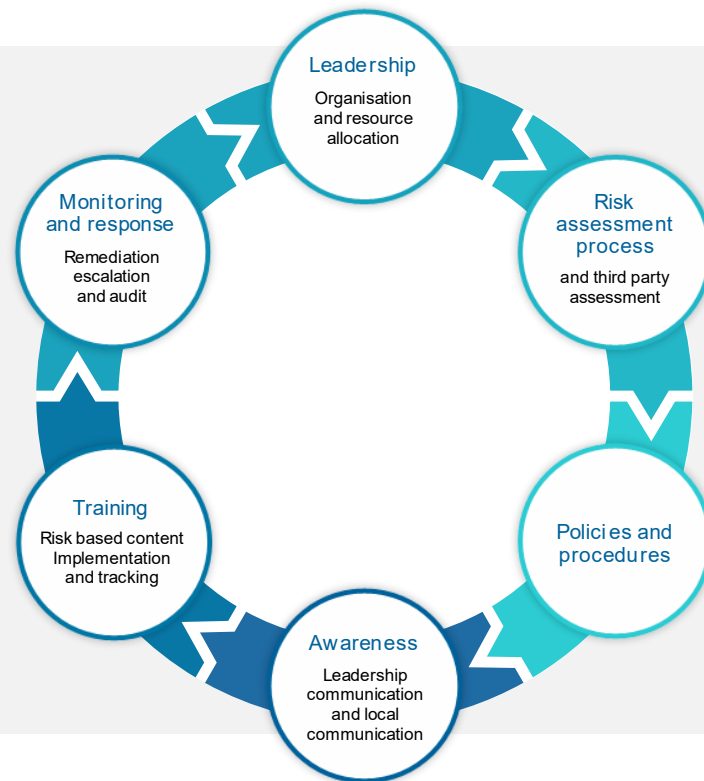 Leadership
Organisation
and resource
allocation
Risk
assessment
process
and third party
assessment
Policies and
procedures
Awareness
Leadership
communication
and local
communication
Training
Risk based content
Implementation
and tracking
Monitoring
and response
Remediation
escalation
and audit